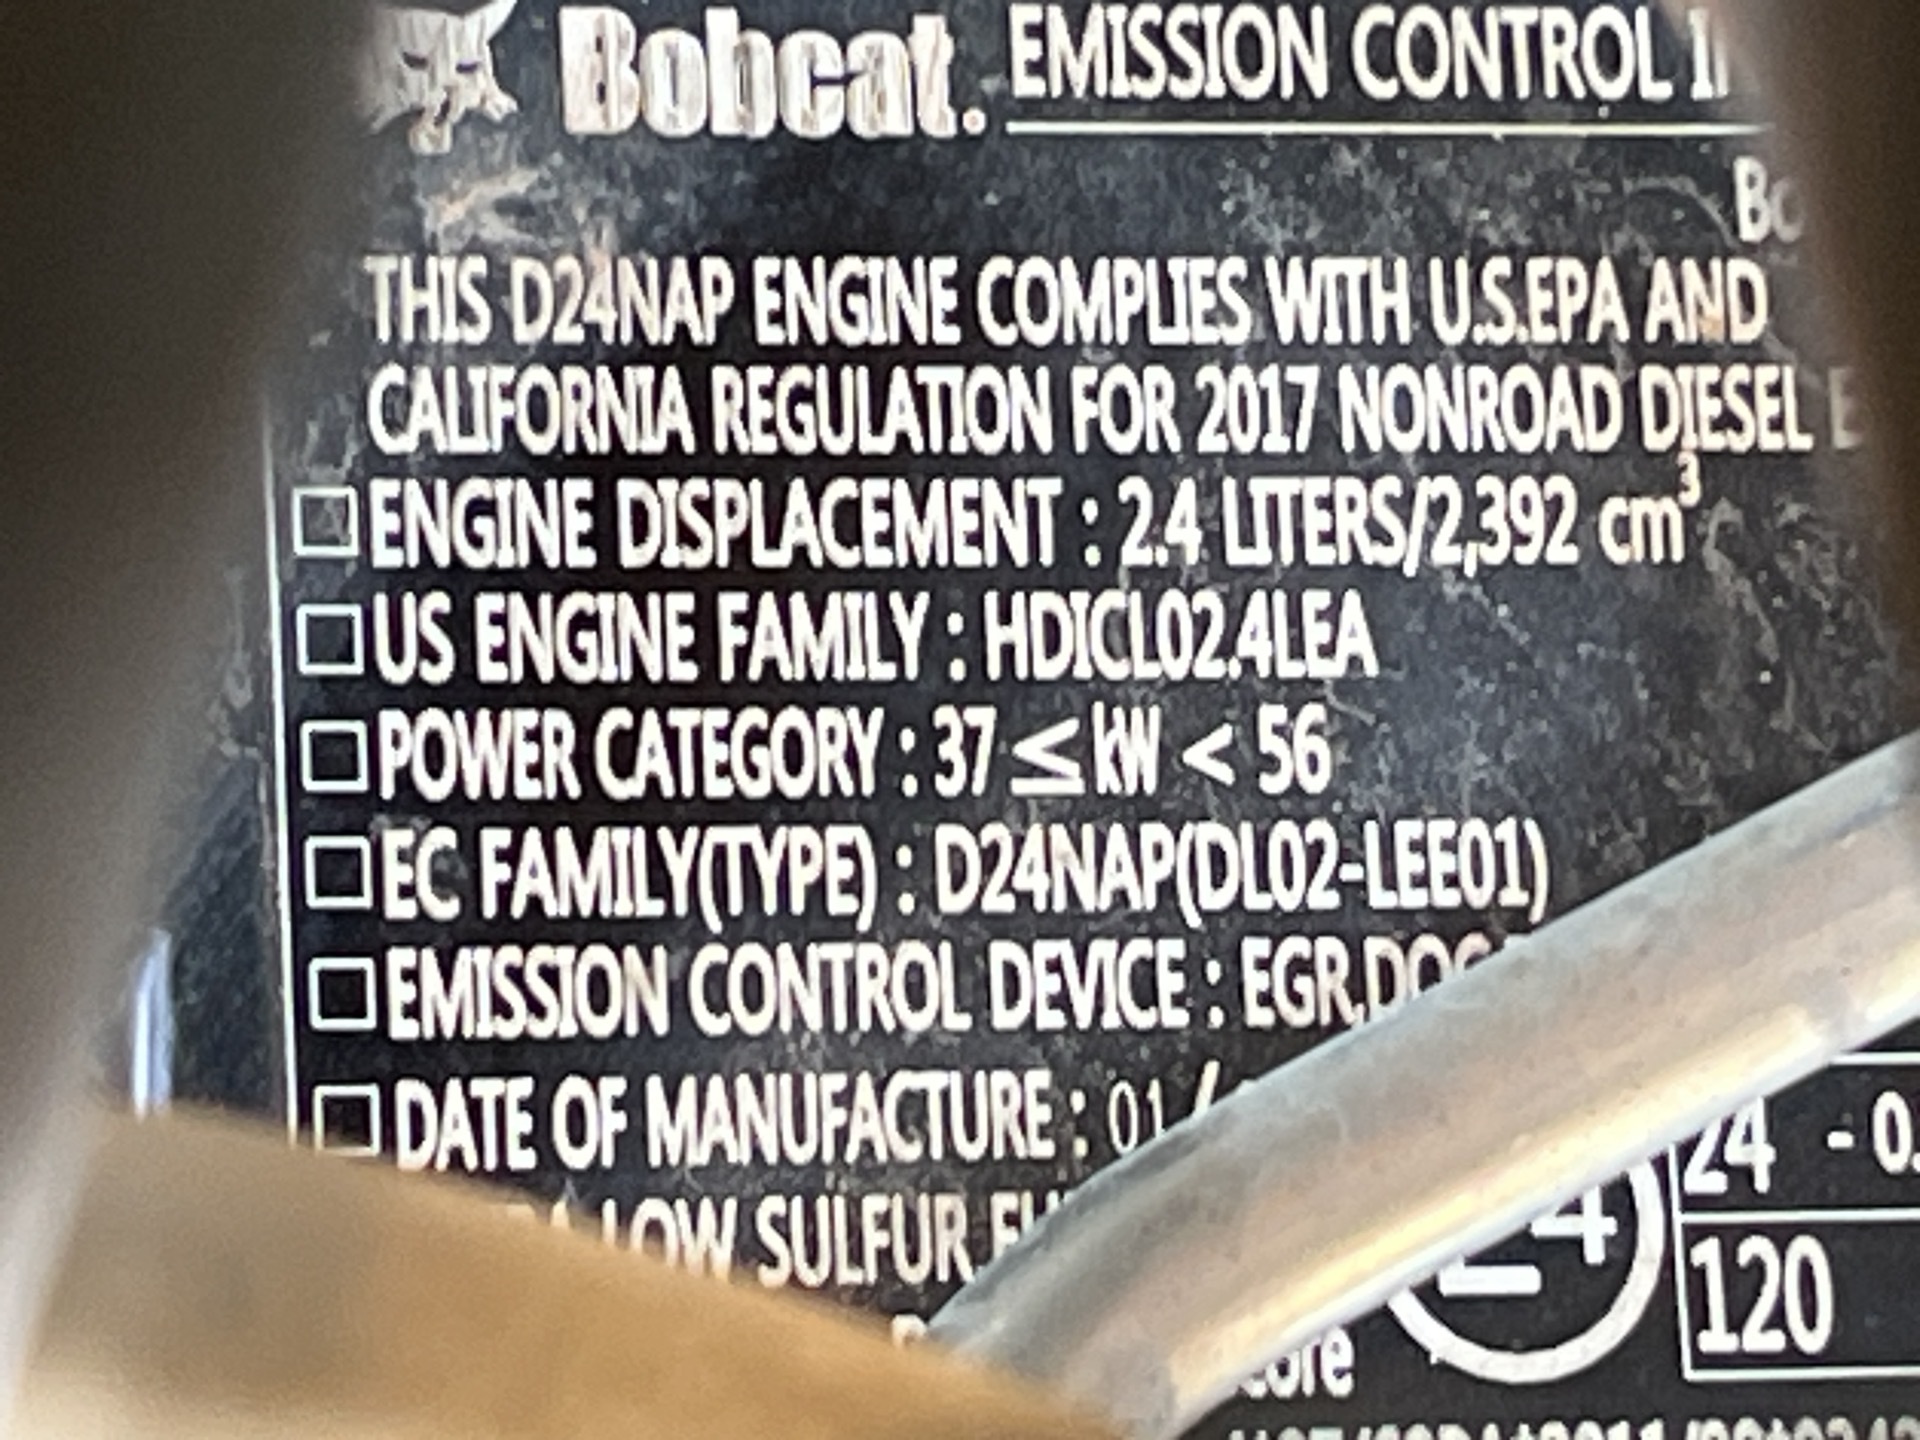 Bobcat. EMISSION CONTROL
THIS D24NAP ENGINE COMPLIES WITH U.S.EPA AND
CALIFORNIA REGULATION FOR 2017 NONROAD DIESEL
ENGINE DISPLACEMENT : 2.4 LITERS/2,392 cm³
US ENGINE FAMILY : HDICL02.4LEA
POWER CATEGORY : 37 ≤ kW < 56
EC FAMILY(TYPE) : D24NAP(DL02-LEE01)
EMISSION CONTROL DEVICE : EGR,DOC
DATE OF MANUFACTURE : 01 /
24 - 0.
LOW SULFUR
120